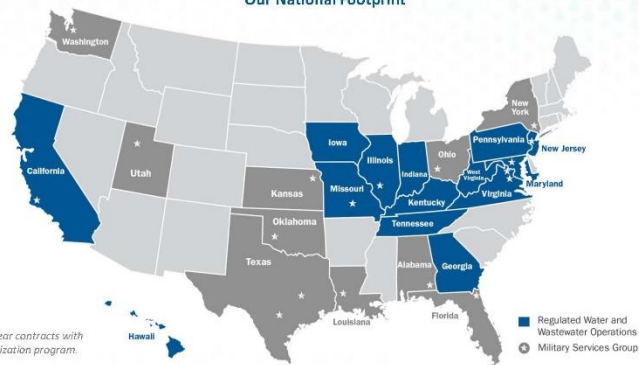 Our National Footprint
Washington
New York
Iowa
Pennsylvania
New Jersey
Ohio
Illinois
Indiana
Utah
West Virginia
Maryland
California
Kansas
Missouri
Virginia
Kentucky
Oklahoma
Tennessee
Texas
Alabama
Georgia
Louisiana
Florida
Hawaii
Regulated Water and
Wastewater Operations
Military Services Group
ear contracts with
ization program.